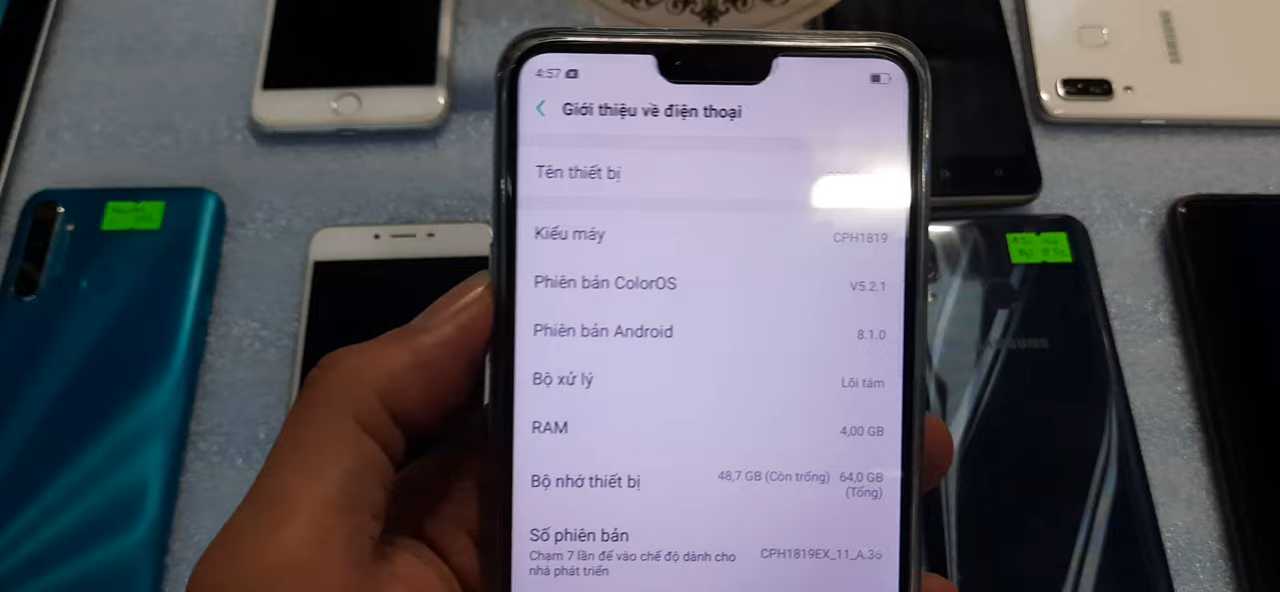 4:57
Giới thiệu về điện thoại
Tên thiết bị
Kiểu máy CPH1819
Phiên bản ColorOS V5.2.1
Phiên bản Android 8.1.0
Bộ xử lý Lõi tám
RAM 4,00 GB
Bộ nhớ thiết bị 48,7 GB (Còn trống) 64,0 GB
(Tổng)
Số phiên bản
Chạm 7 lần để vào chế độ dành cho CPH1819EX_11_A.36
nhà phát triển
SAMSUNG
SAMSUNG